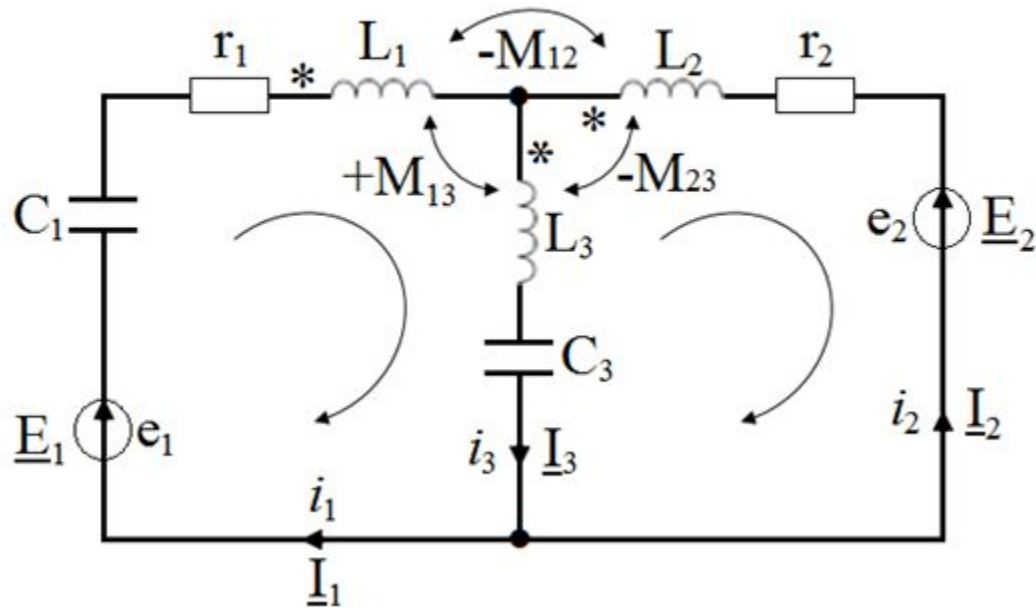 r₁ * L₁ -M₁₂ L₂ r₂
* *
+M₁₃ -M₂₃
C₁ L₃ e₂ E₂
C₃
E₁ e₁ i₃ I₃ i₂ I₂
i₁
I₁